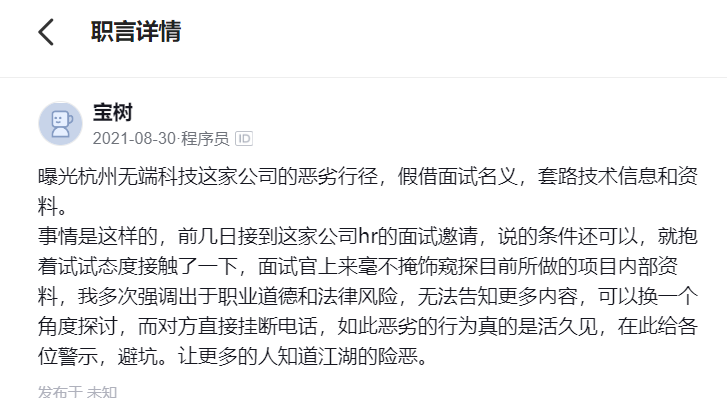 职言详情
宝树
2021-08-30·程序员 ID
曝光杭州无端科技这家公司的恶劣行径，假借面试名义，套路技术信息和资
料。
事情是这样的，前几日接到这家公司hr的面试邀请，说的条件还可以，就抱
着试试态度接触了一下，面试官上来毫不掩饰窥探目前所做的项目内部资
料，我多次强调出于职业道德和法律风险，无法告知更多内容，可以换一个
角度探讨，而对方直接挂断电话，如此恶劣的行为真的是活久见，在此给各
位警示，避坑。让更多的人知道江湖的险恶。
发布于 未知